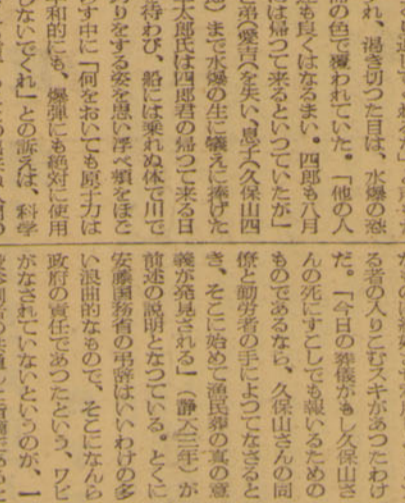 れ、渇き切つた目は、水爆の恐
の色で覆われていた。「他の人
も良くはなるまい。四郎も八月
は帰つて来るといつていたが」
と弟(愛吉)を失い、息子(久保山四
)まで水爆の生に犠えに捧げた
太郎氏は四郎君の帰つて来る日
待わび、船には乗れぬ体で川で
りをする姿を思い浮べ頰をほこ
す中に「何をおいても原子力は
和的にも、爆弾にも絶対に使用
しないでくれ」との訴えは、科学
る者の入りこむスキがあつたわけ
だ。「今日の葬儀がもし久保山さ
んの死にすこしでも報いるための
ものであるなら、久保山さんの同
僚と勤労者の手によつてなさると
き、そこに始めて漁民葬の真の意
義が発見される」(静大三年)が
前述の説明となつている。とくに
安藤国務省の弔辞はいいわけの多
い浪曲的なもので、そこになんら
政府の責任であつたという、ワビ
がなされていないというのが、一